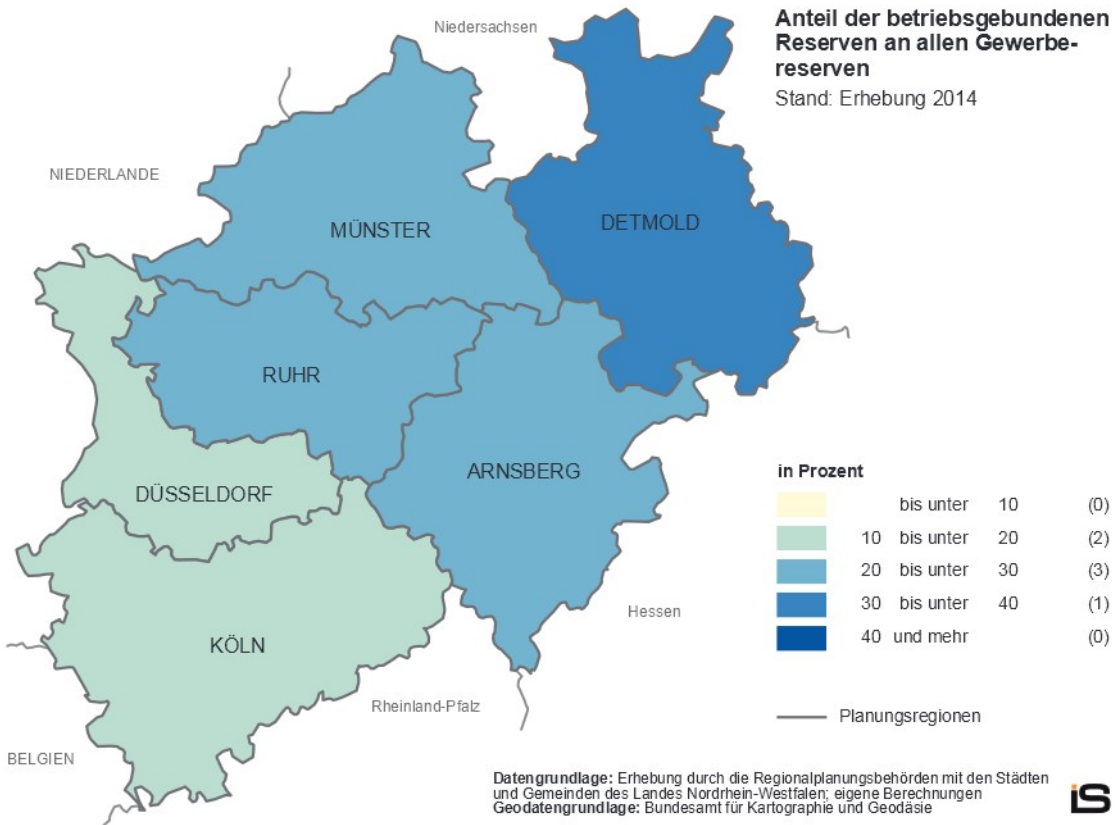 Anteil der betriebsgebundenen
Reserven an allen Gewerbe-
reserven
Stand: Erhebung 2014
Niedersachsen
NIEDERLANDE
MÜNSTER
DETMOLD
RUHR
ARNSBERG
DÜSSELDORF
KÖLN
Hessen
Rheinland-Pfalz
BELGIEN
in Prozent
bis unter 10 (0)
10 bis unter 20 (2)
20 bis unter 30 (3)
30 bis unter 40 (1)
40 und mehr (0)
Planungsregionen
Datengrundlage: Erhebung durch die Regionalplanungsbehörden mit den Städten
und Gemeinden des Landes Nordrhein-Westfalen; eigene Berechnungen
Geodatengrundlage: Bundesamt für Kartographie und Geodäsie
iS